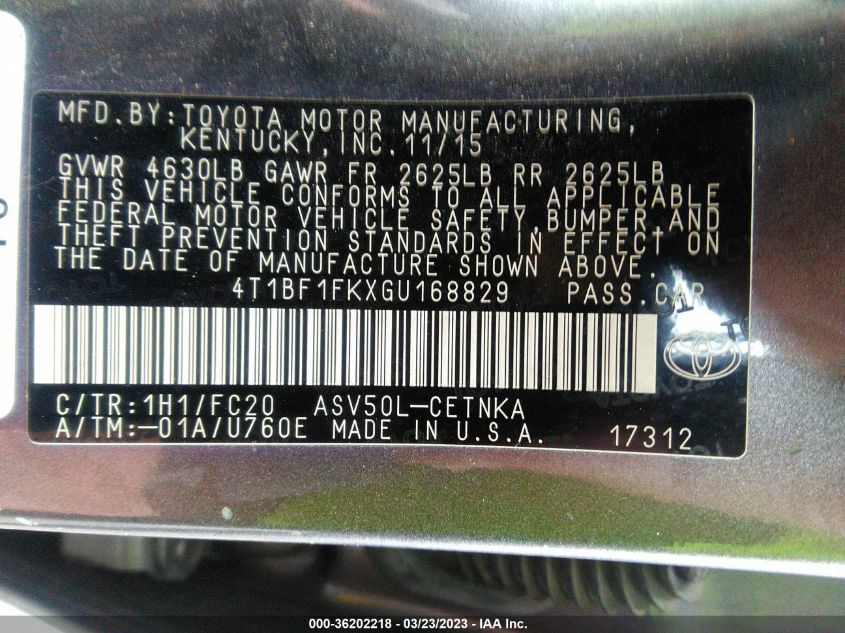 MFD.BY:TOYOTA MOTOR MANUFACTURING,
KENTUCKY,INC.11/15
GVWR 4630LB GAWR FR 2625LB RR 2625LB
THIS VEHICLE CONFORMS TO ALL APPLICABLE
FEDERAL MOTOR VEHICLE SAFETY,BUMPER,AND
THEFT PREVENTION STANDARDS IN EFFECT ON
THE DATE OF MANUFACTURE SHOWN ABOVE.
4T1BF1FKXGU168829 PASS.CAR
C/TR:1H1/FC20 ASV50L-CETNKA
A/TM:-01A/U760E MADE IN U.S.A. 17312
000-36202218 - 03/23/2023 - IAA Inc.